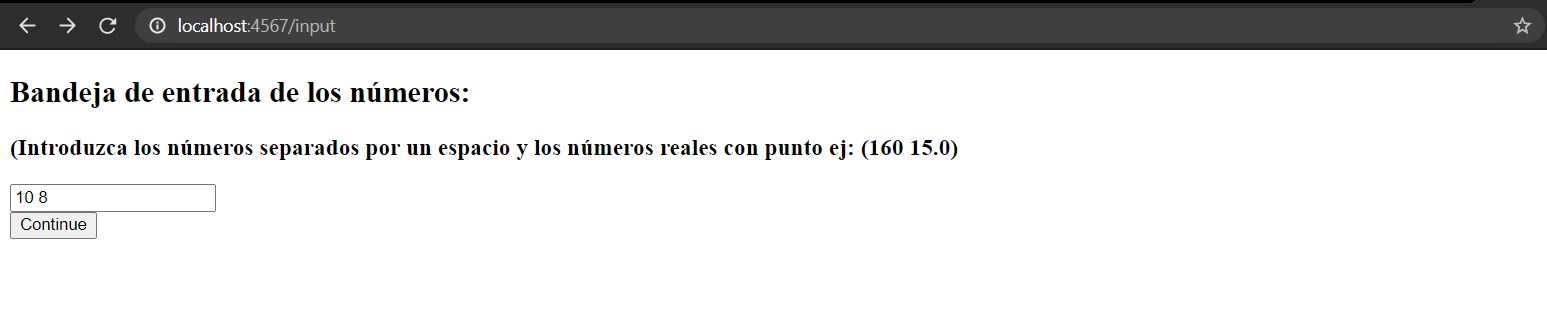 localhost:4567/input
Bandeja de entrada de los números:
(Introduzca los números separados por un espacio y los números reales con punto ej: (160 15.0)
10 8
Continue